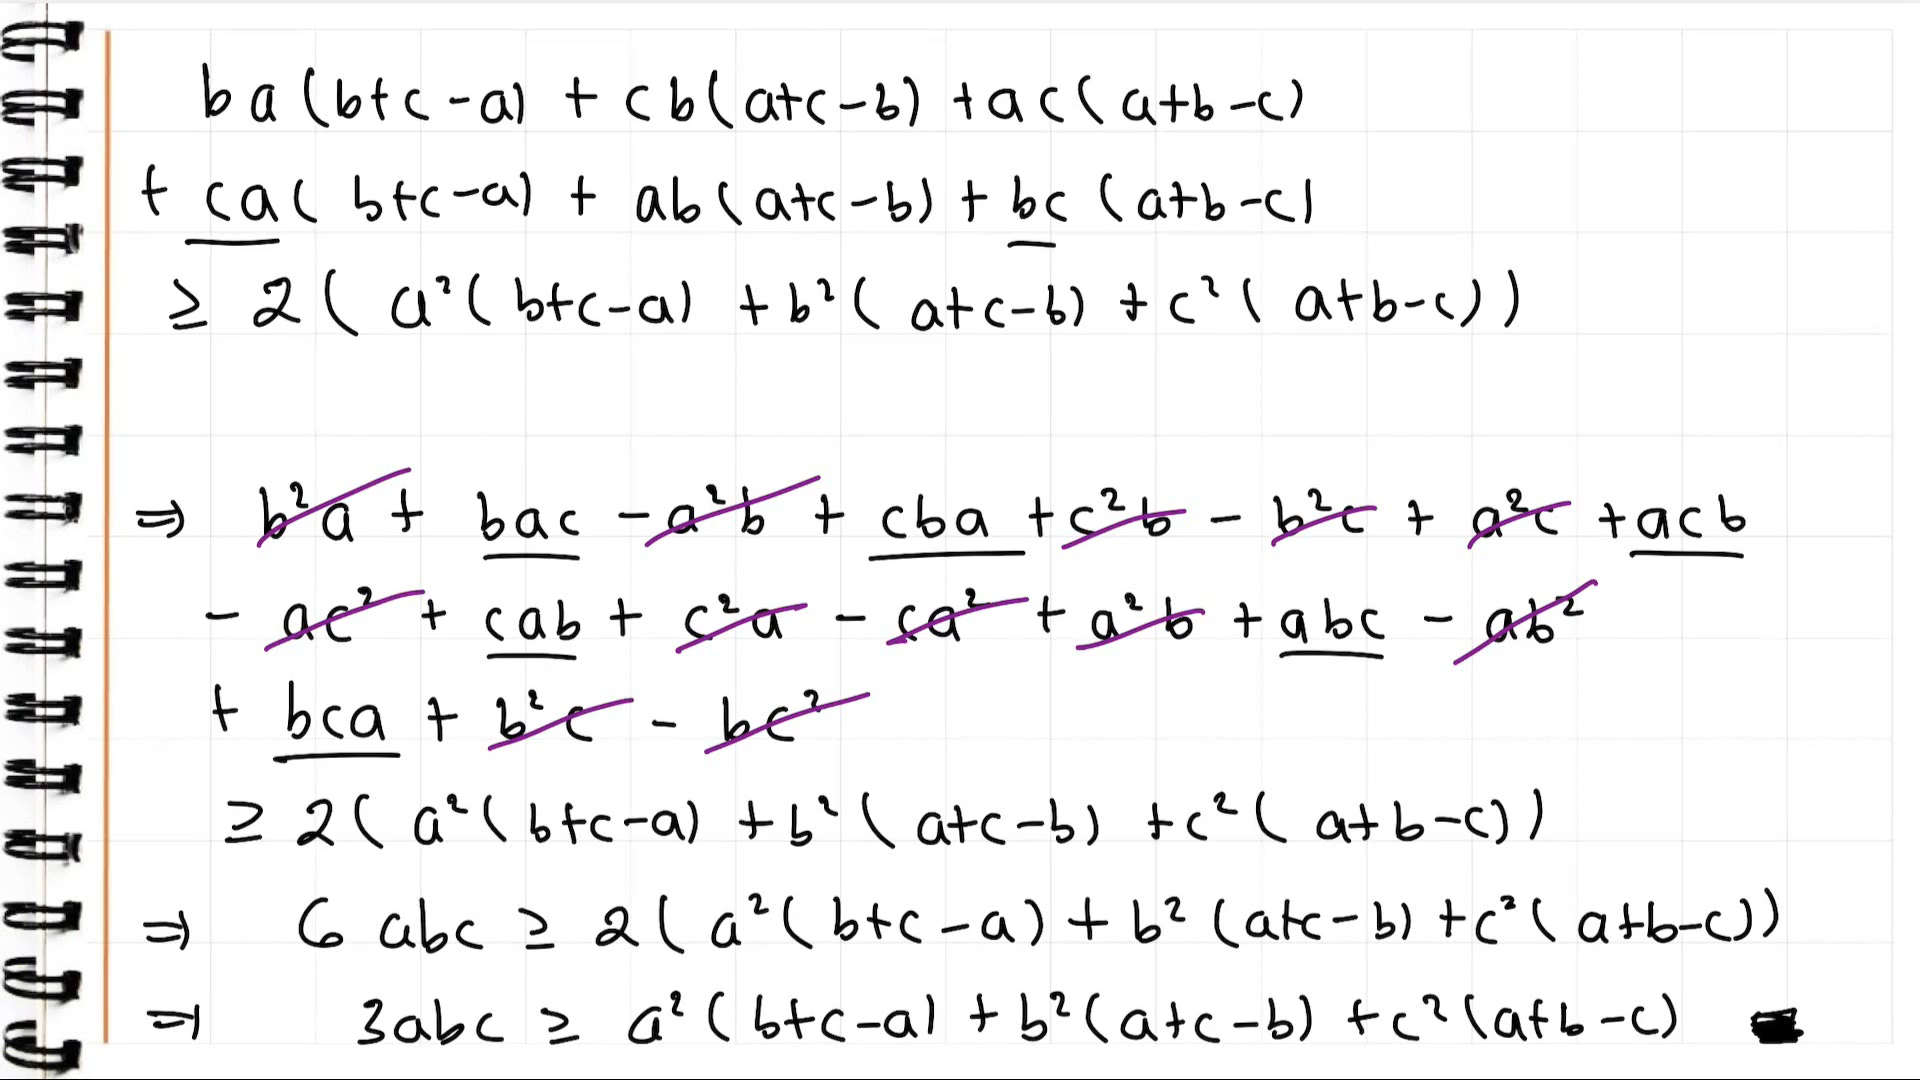 ba(b+c-a) + cb(a+c-b) + ac(a+b-c)
+ ca(b+c-a) + ab(a+c-b) + bc(a+b-c)
≥ 2(a²(b+c-a) + b²(a+c-b) + c²(a+b-c))
⇒ b²a + bac - a²b + cba + c²b - b²c + a²c + acb
- ac² + cab + c²a - ca² + a²b + abc - ab²
+ bca + b²c - bc²
≥ 2(a²(b+c-a) + b²(a+c-b) + c²(a+b-c))
⇒ 6abc ≥ 2(a²(b+c-a) + b²(a+c-b) + c²(a+b-c))
⇒ 3abc ≥ a²(b+c-a) + b²(a+c-b) + c²(a+b-c) ■